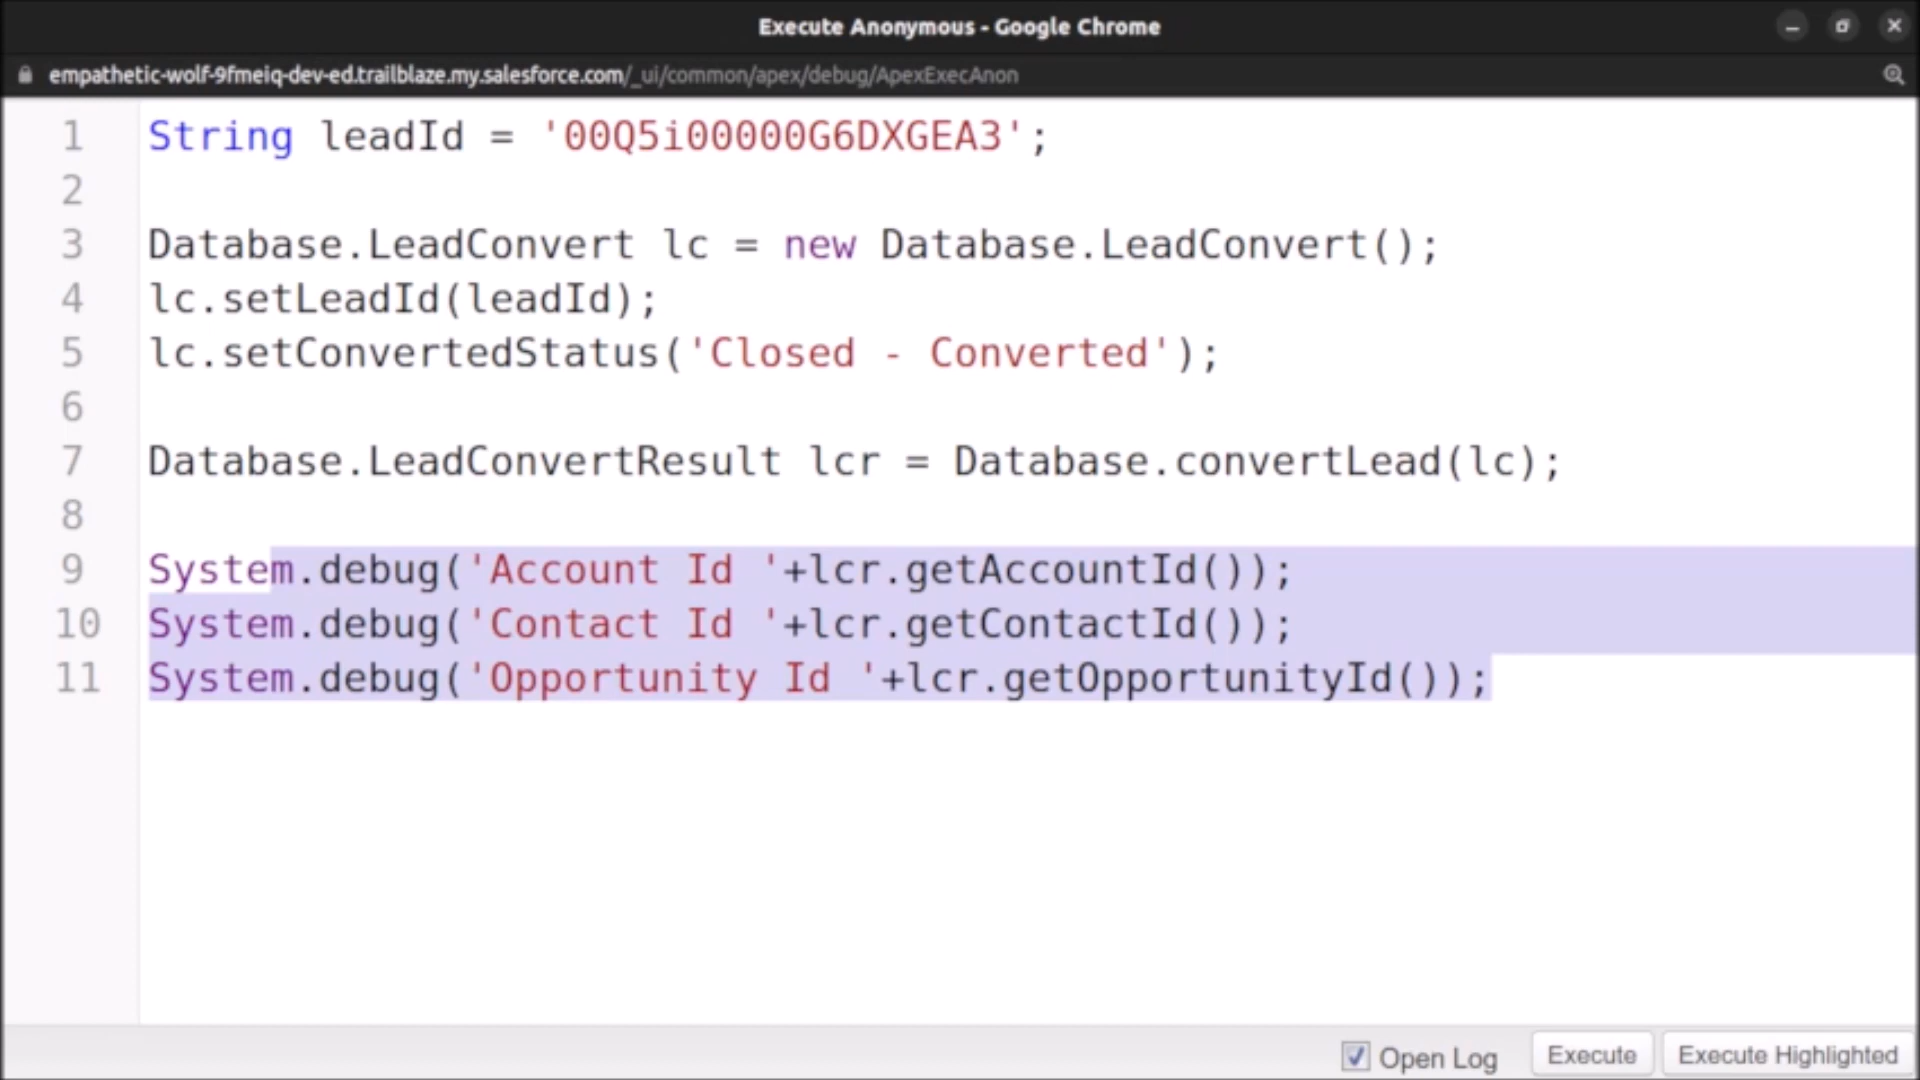 Execute Anonymous - Google Chrome
empathetic-wolf-9fmeiq-dev-ed.trailblaze.my.salesforce.com/_ui/common/apex/debug/ApexExecAnon
1 String leadId = '00Q5i00000G6DXGEA3';
2
3 Database.LeadConvert lc = new Database.LeadConvert();
4 lc.setLeadId(leadId);
5 lc.setConvertedStatus('Closed - Converted');
6
7 Database.LeadConvertResult lcr = Database.convertLead(lc);
8
9 System.debug('Account Id '+lcr.getAccountId());
10 System.debug('Contact Id '+lcr.getContactId());
11 System.debug('Opportunity Id '+lcr.getOpportunityId());
Open Log Execute Execute Highlighted